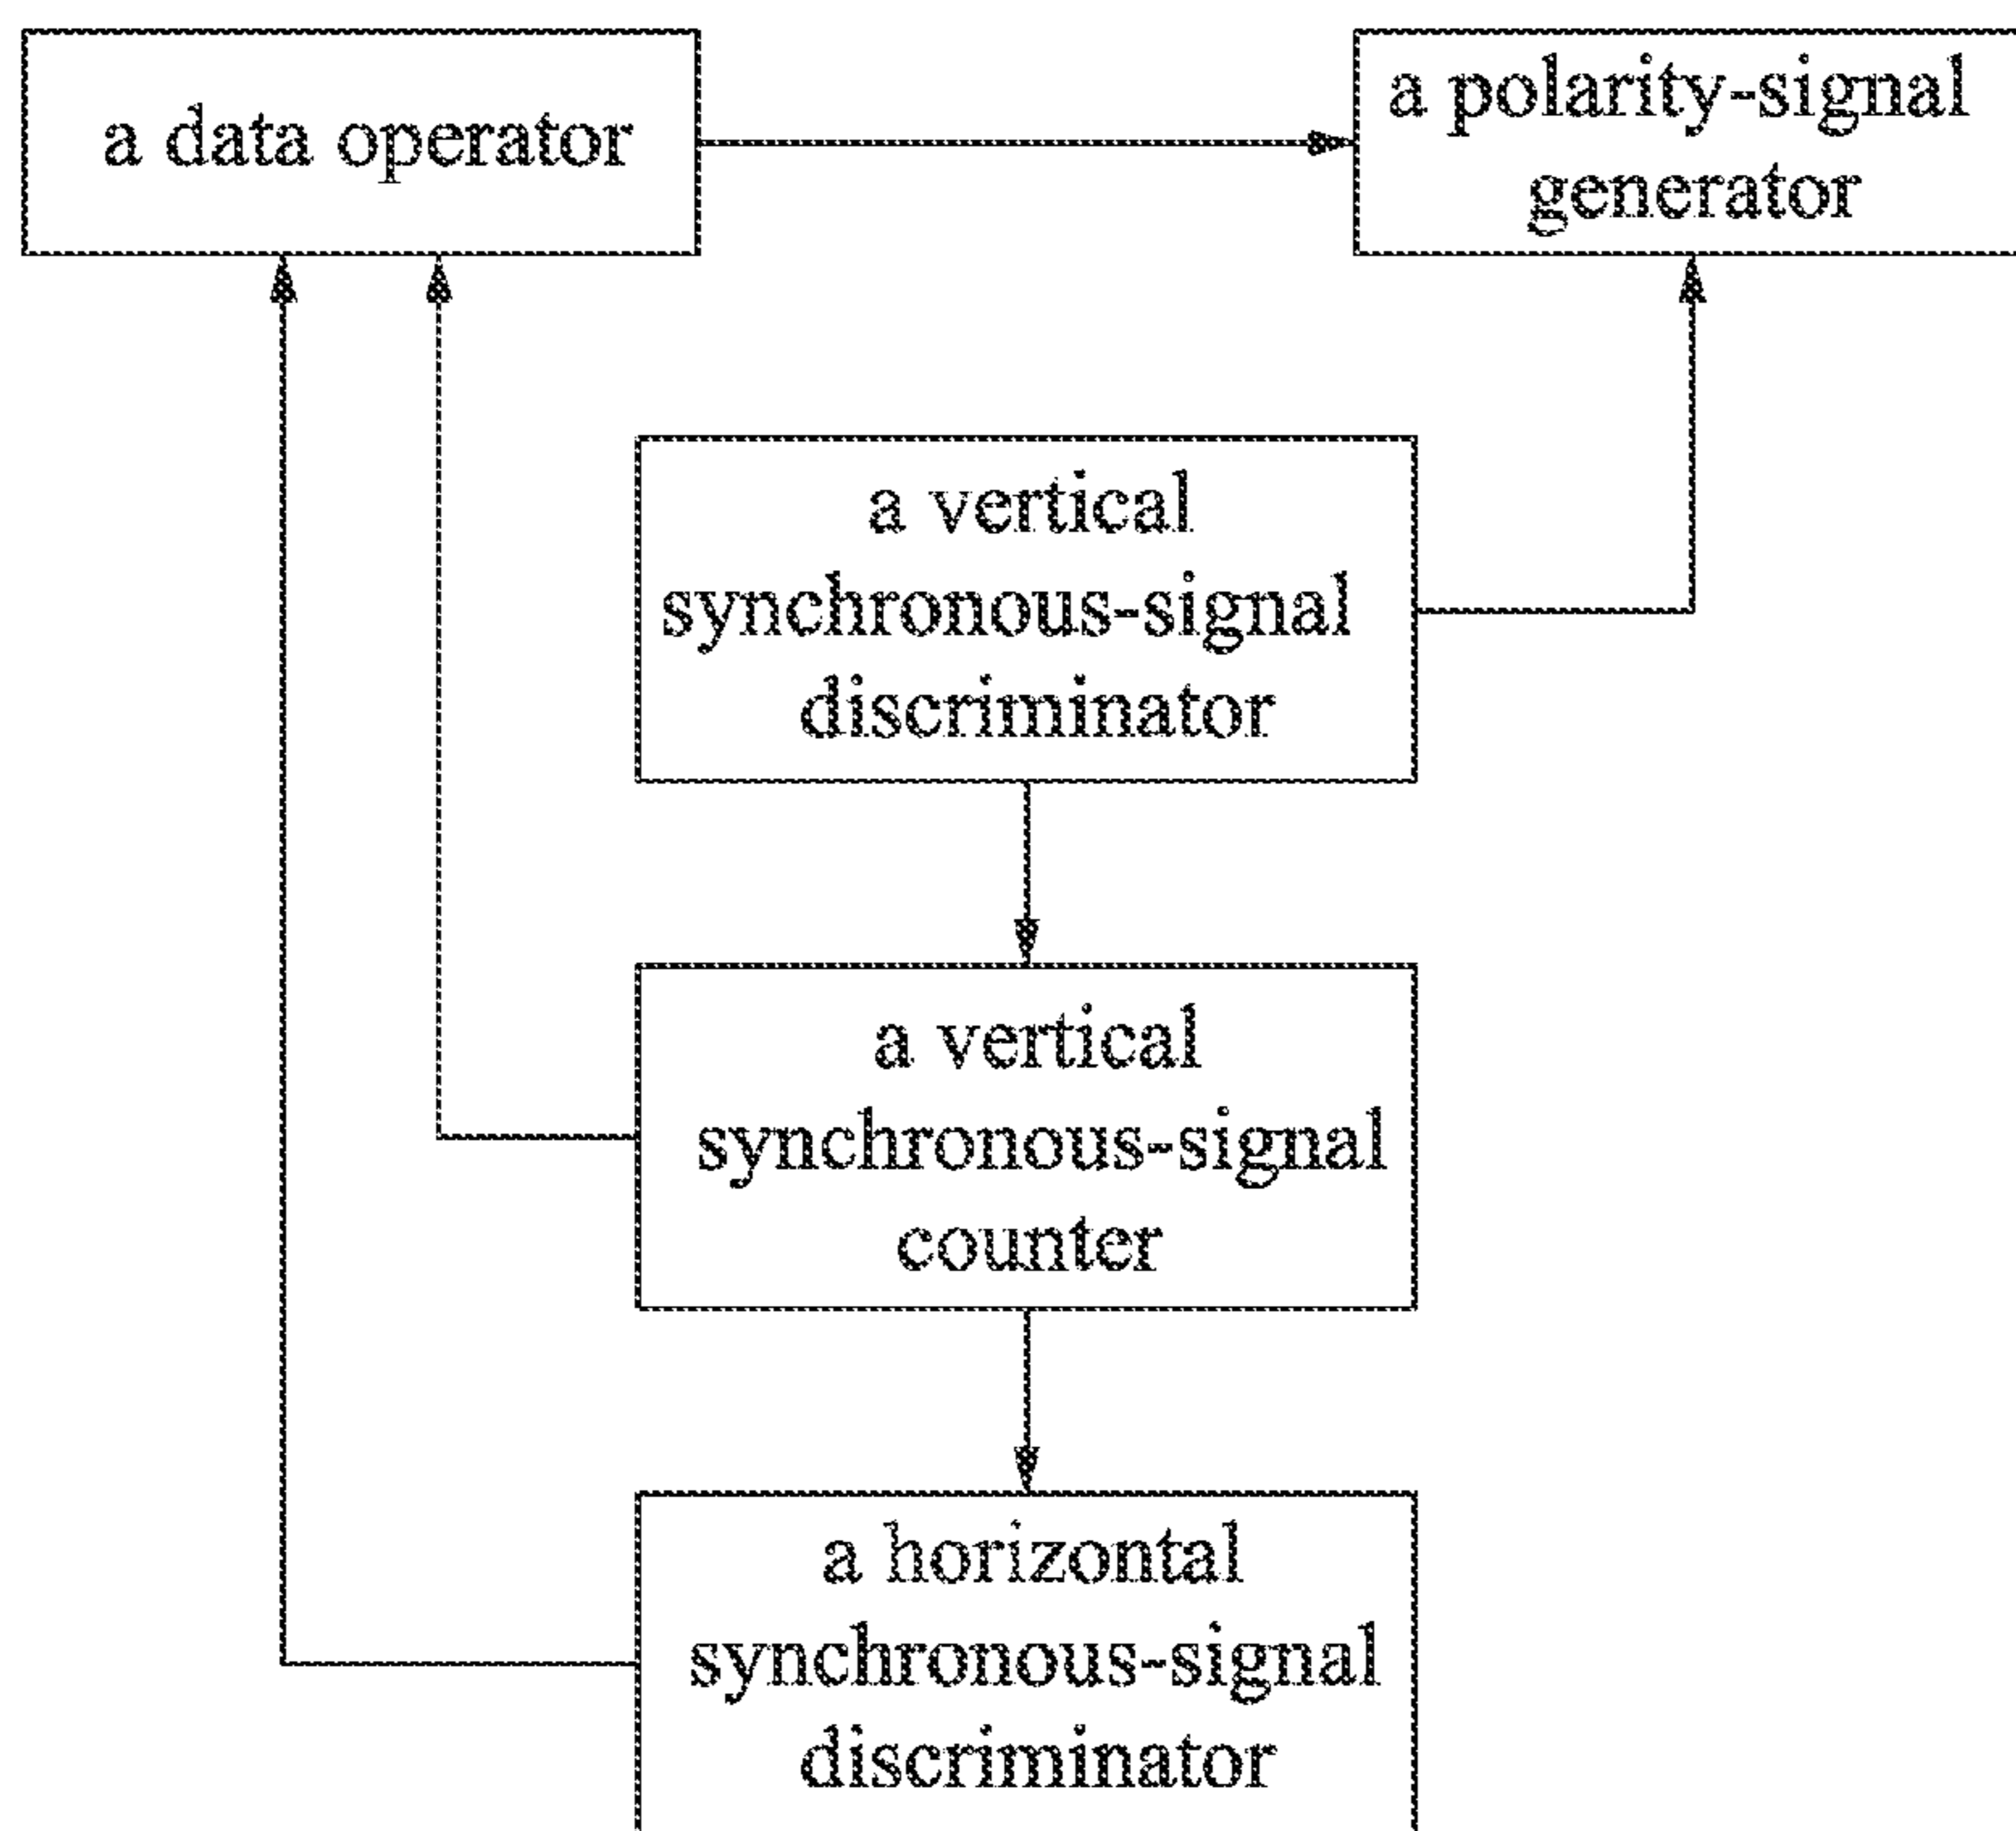 a data operator
a polarity-signal
generator
a vertical
synchronous-signal
discriminator
a vertical
synchronous-signal
counter
a horizontal
synchronous-signal
discriminator